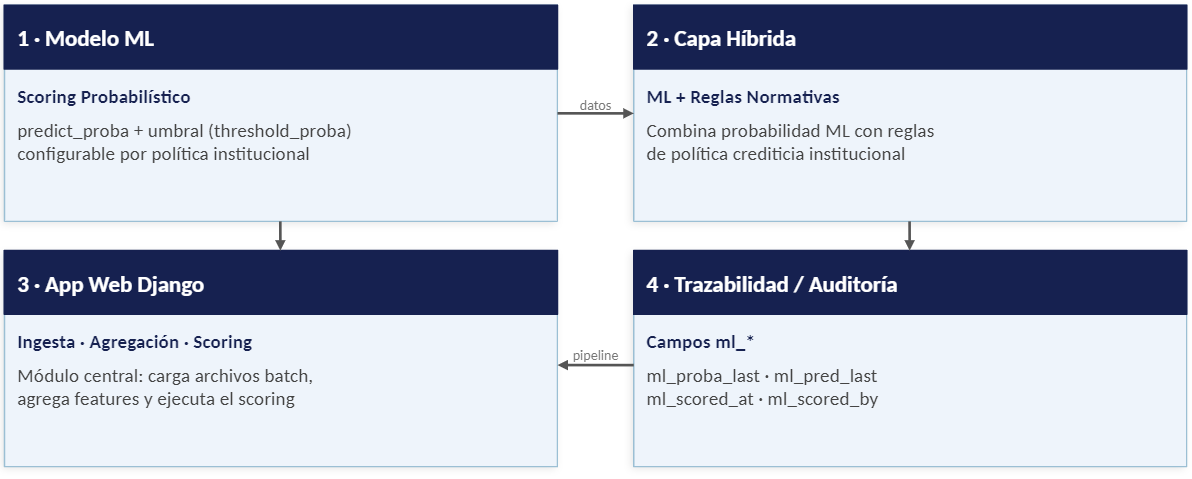 1 · Modelo ML
Scoring Probabilístico
predict_proba + umbral (threshold_proba)
configurable por política institucional
datos
2 · Capa Híbrida
ML + Reglas Normativas
Combina probabilidad ML con reglas
de política crediticia institucional
3 · App Web Django
Ingesta · Agregación · Scoring
Módulo central: carga archivos batch,
agrega features y ejecuta el scoring
pipeline
4 · Trazabilidad / Auditoría
Campos ml_*
ml_proba_last · ml_pred_last
ml_scored_at · ml_scored_by